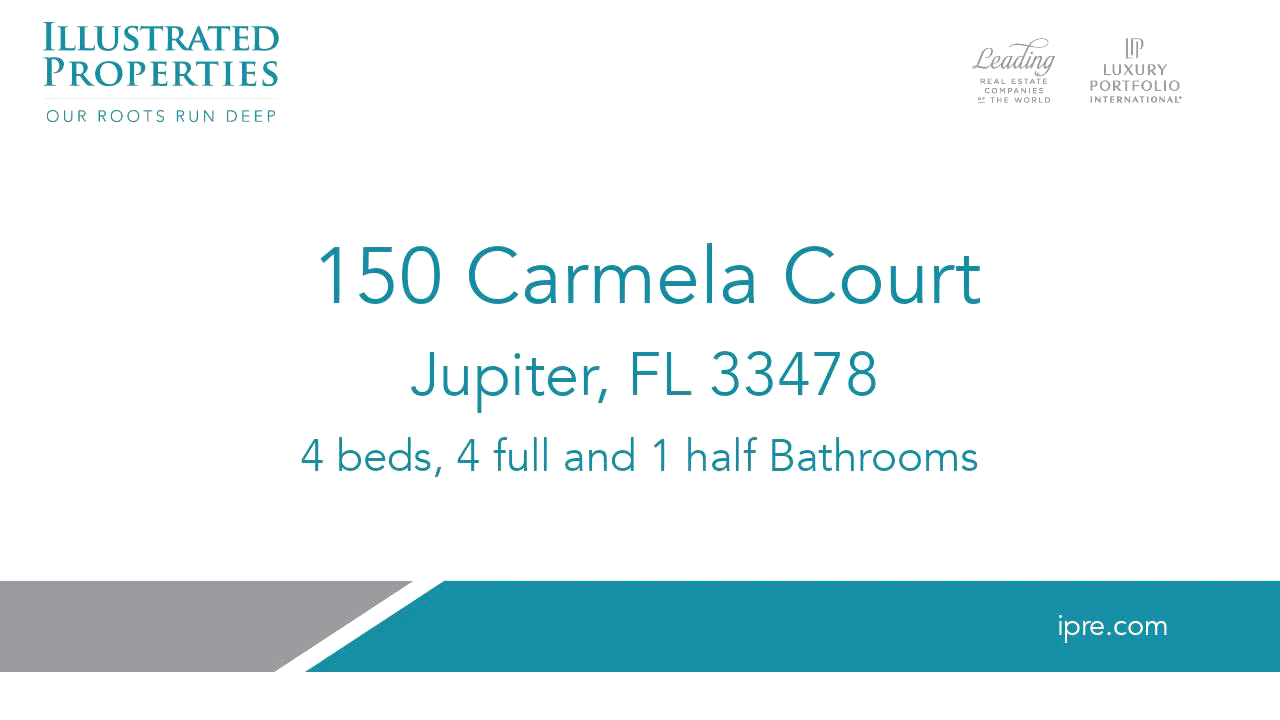 ILLUSTRATED
PROPERTIES
OUR ROOTS RUN DEEP
Leading
REAL ESTATE
COMPANIES
OF THE WORLD
LP
LUXURY
PORTFOLIO
INTERNATIONAL®
150 Carmela Court
Jupiter, FL 33478
4 beds, 4 full and 1 half Bathrooms
ipre.com